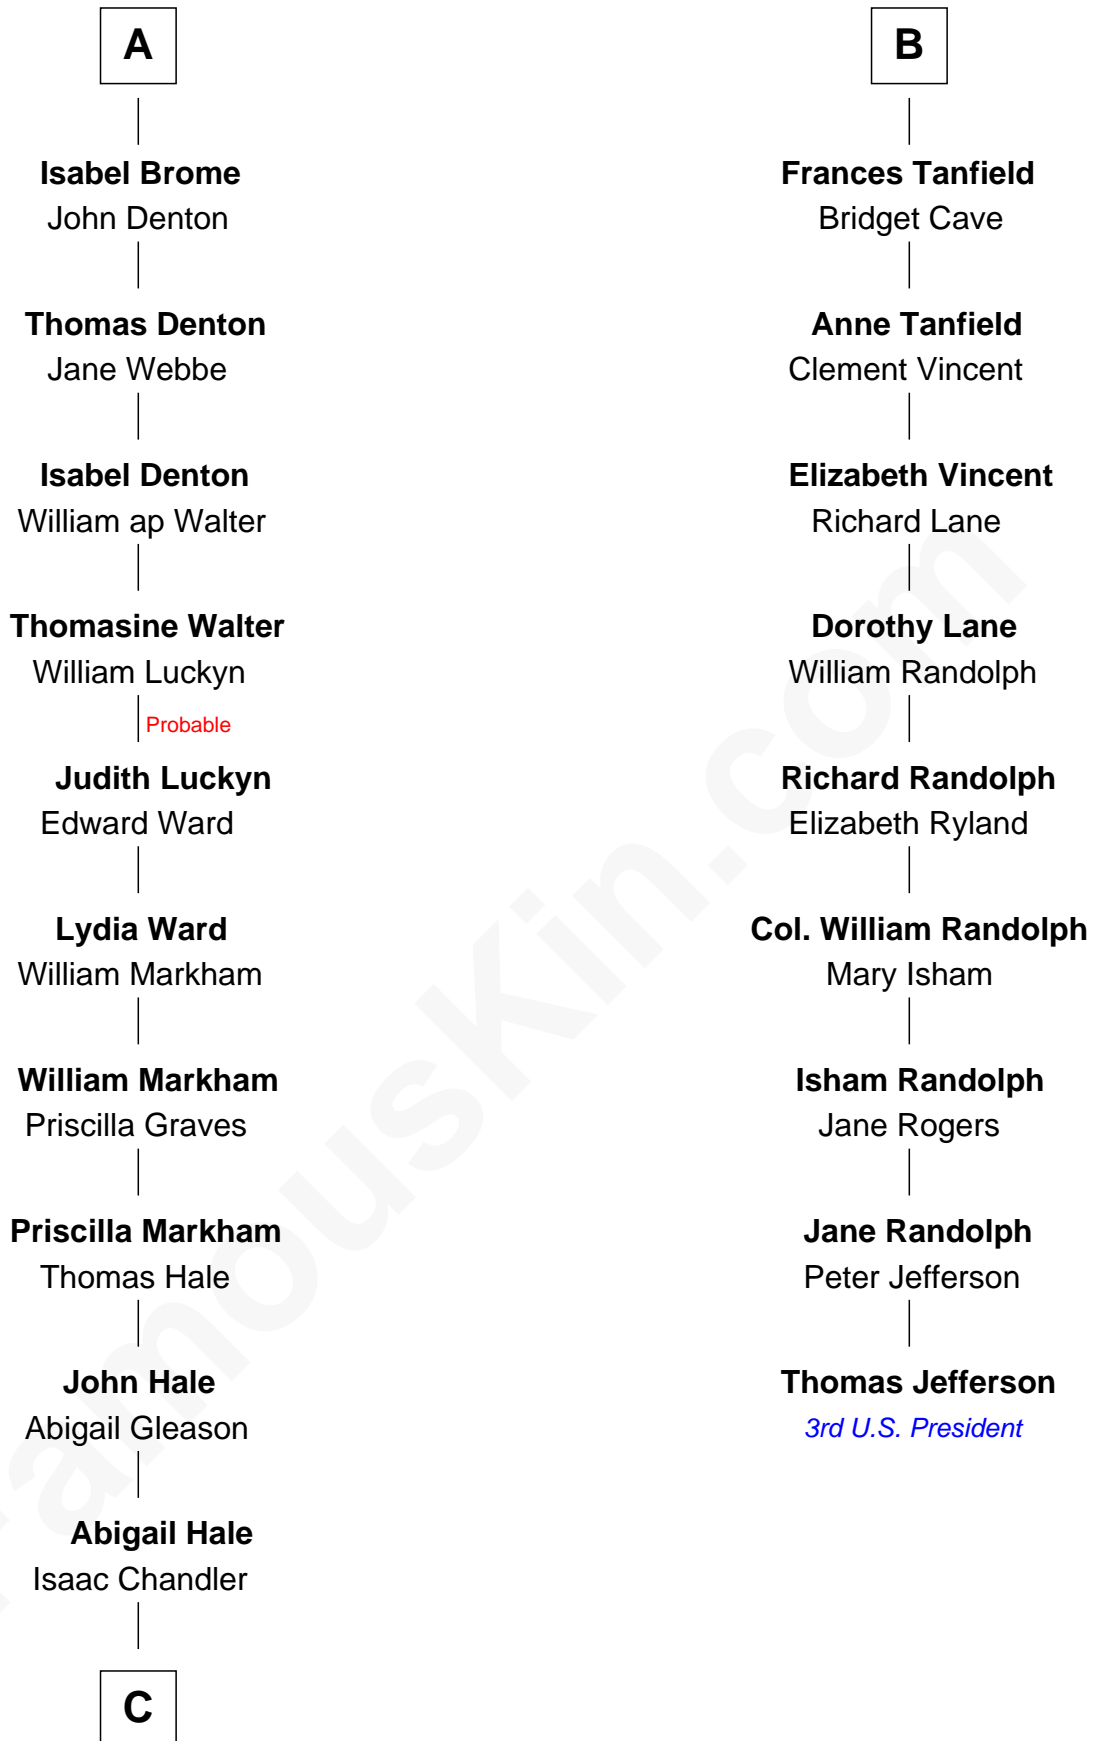 A
Isabel Brome
John Denton
Thomas Denton
Jane Webbe
Isabel Denton
William ap Walter
Thomasine Walter
William Luckyn
Probable
Judith Luckyn
Edward Ward
Lydia Ward
William Markham
William Markham
Priscilla Graves
Priscilla Markham
Thomas Hale
John Hale
Abigail Gleason
Abigail Hale
Isaac Chandler
C
B
Frances Tanfield
Bridget Cave
Anne Tanfield
Clement Vincent
Elizabeth Vincent
Richard Lane
Dorothy Lane
William Randolph
Richard Randolph
Elizabeth Ryland
Col. William Randolph
Mary Isham
Isham Randolph
Jane Rogers
Jane Randolph
Peter Jefferson
Thomas Jefferson
3rd U.S. President
FamousKin.com